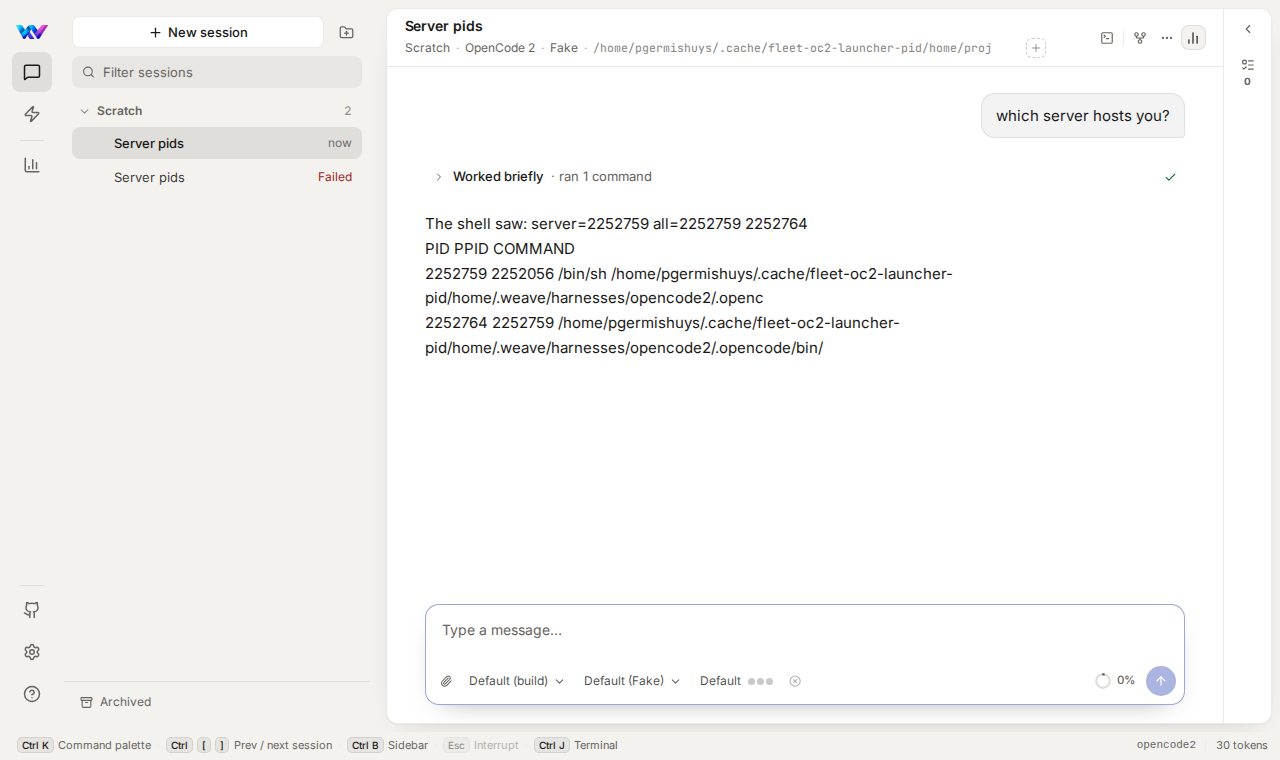 New session
Filter sessions
Scratch 2
Server pids now
Server pids Failed
Archived
Server pids
Scratch · OpenCode 2 · Fake · /home/pgermishuys/.cache/fleet-oc2-launcher-pid/home/proj
0
which server hosts you?
Worked briefly · ran 1 command
The shell saw: server=2252759 all=2252759 2252764
PID PPID COMMAND
2252759 2252056 /bin/sh /home/pgermishuys/.cache/fleet-oc2-launcher-
pid/home/.weave/harnesses/opencode2/.openc
2252764 2252759 /home/pgermishuys/.cache/fleet-oc2-launcher-
pid/home/.weave/harnesses/opencode2/.opencode/bin/
Type a message...
Default (build) Default (Fake) Default 0%
Ctrl K Command palette Ctrl [ ] Prev / next session Ctrl B Sidebar Esc Interrupt Ctrl J Terminal opencode2 30 tokens